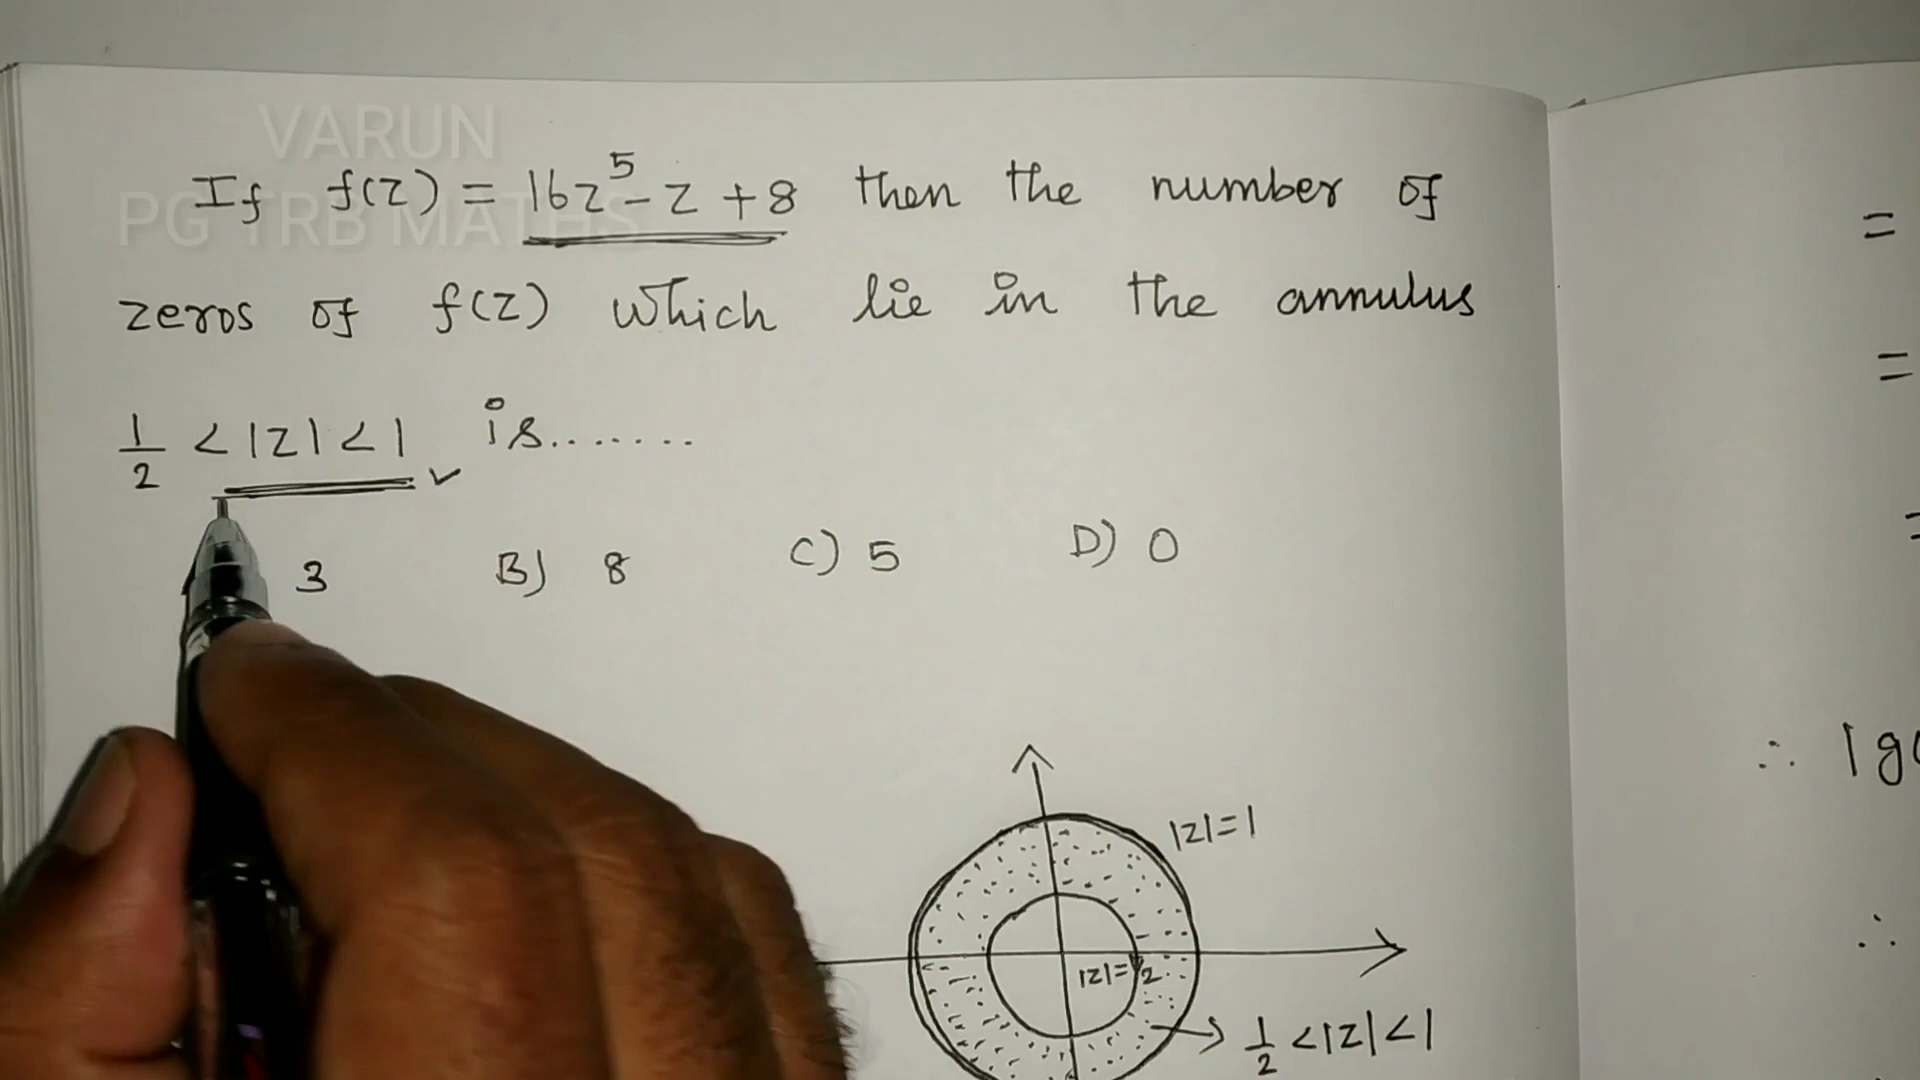 VARUN
PG TRB MATHS
If f(z) = 16z⁵ - z + 8 then the number of
zeros of f(z) which lie in the annulus
1/2 < |z| < 1 is.......
3 B) 8 C) 5 D) 0
|z|=1
|z|=1/2
1/2 < |z| < 1
=
=
=
∴ |g(
∴